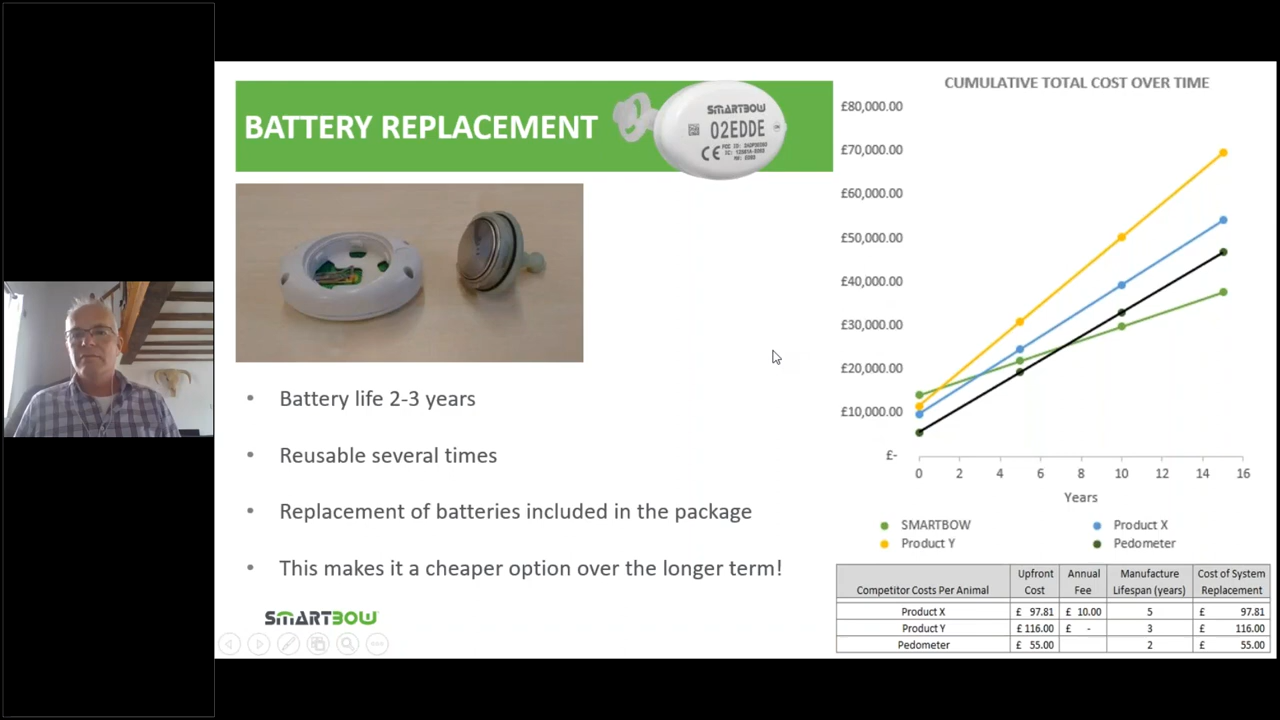 BATTERY REPLACEMENT
SMARTBOW
02EDDE
Battery life 2-3 years
Reusable several times
Replacement of batteries included in the package
This makes it a cheaper option over the longer term!
SMARTBOW
CUMULATIVE TOTAL COST OVER TIME
£80,000.00
£70,000.00
£60,000.00
£50,000.00
£40,000.00
£30,000.00
£20,000.00
£10,000.00
£-
0 2 4 6 8 10 12 14 16
Years
SMARTBOW Product X
Product Y Pedometer
Competitor Costs Per Animal Upfront Cost Annual Fee Manufacture Lifespan (years) Cost of System Replacement
Product X £ 97.81 £ 10.00 5 £ 97.81
Product Y £ 116.00 £ - 3 £ 116.00
Pedometer £ 55.00 2 £ 55.00